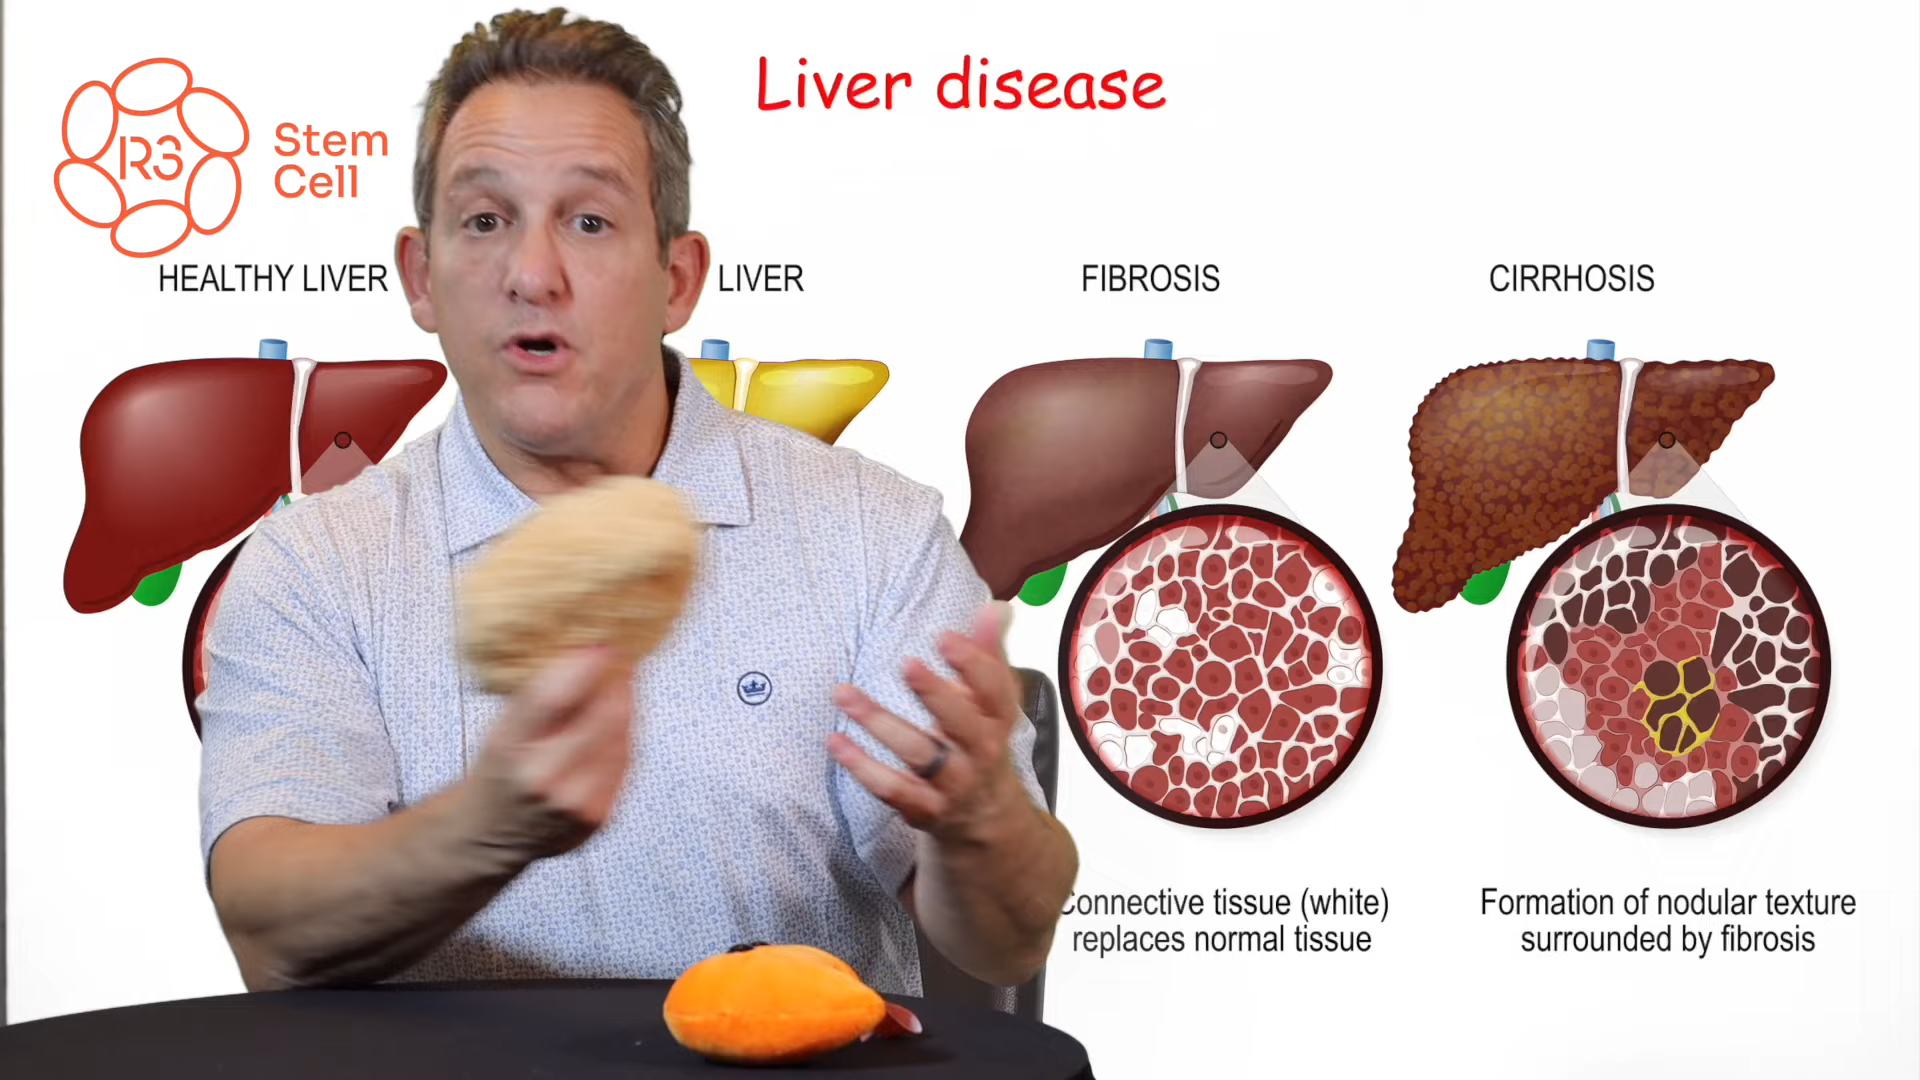 Liver disease
R3
Stem
Cell
HEALTHY LIVER
LIVER
FIBROSIS
CIRRHOSIS
Connective tissue (white)
replaces normal tissue
Formation of nodular texture
surrounded by fibrosis